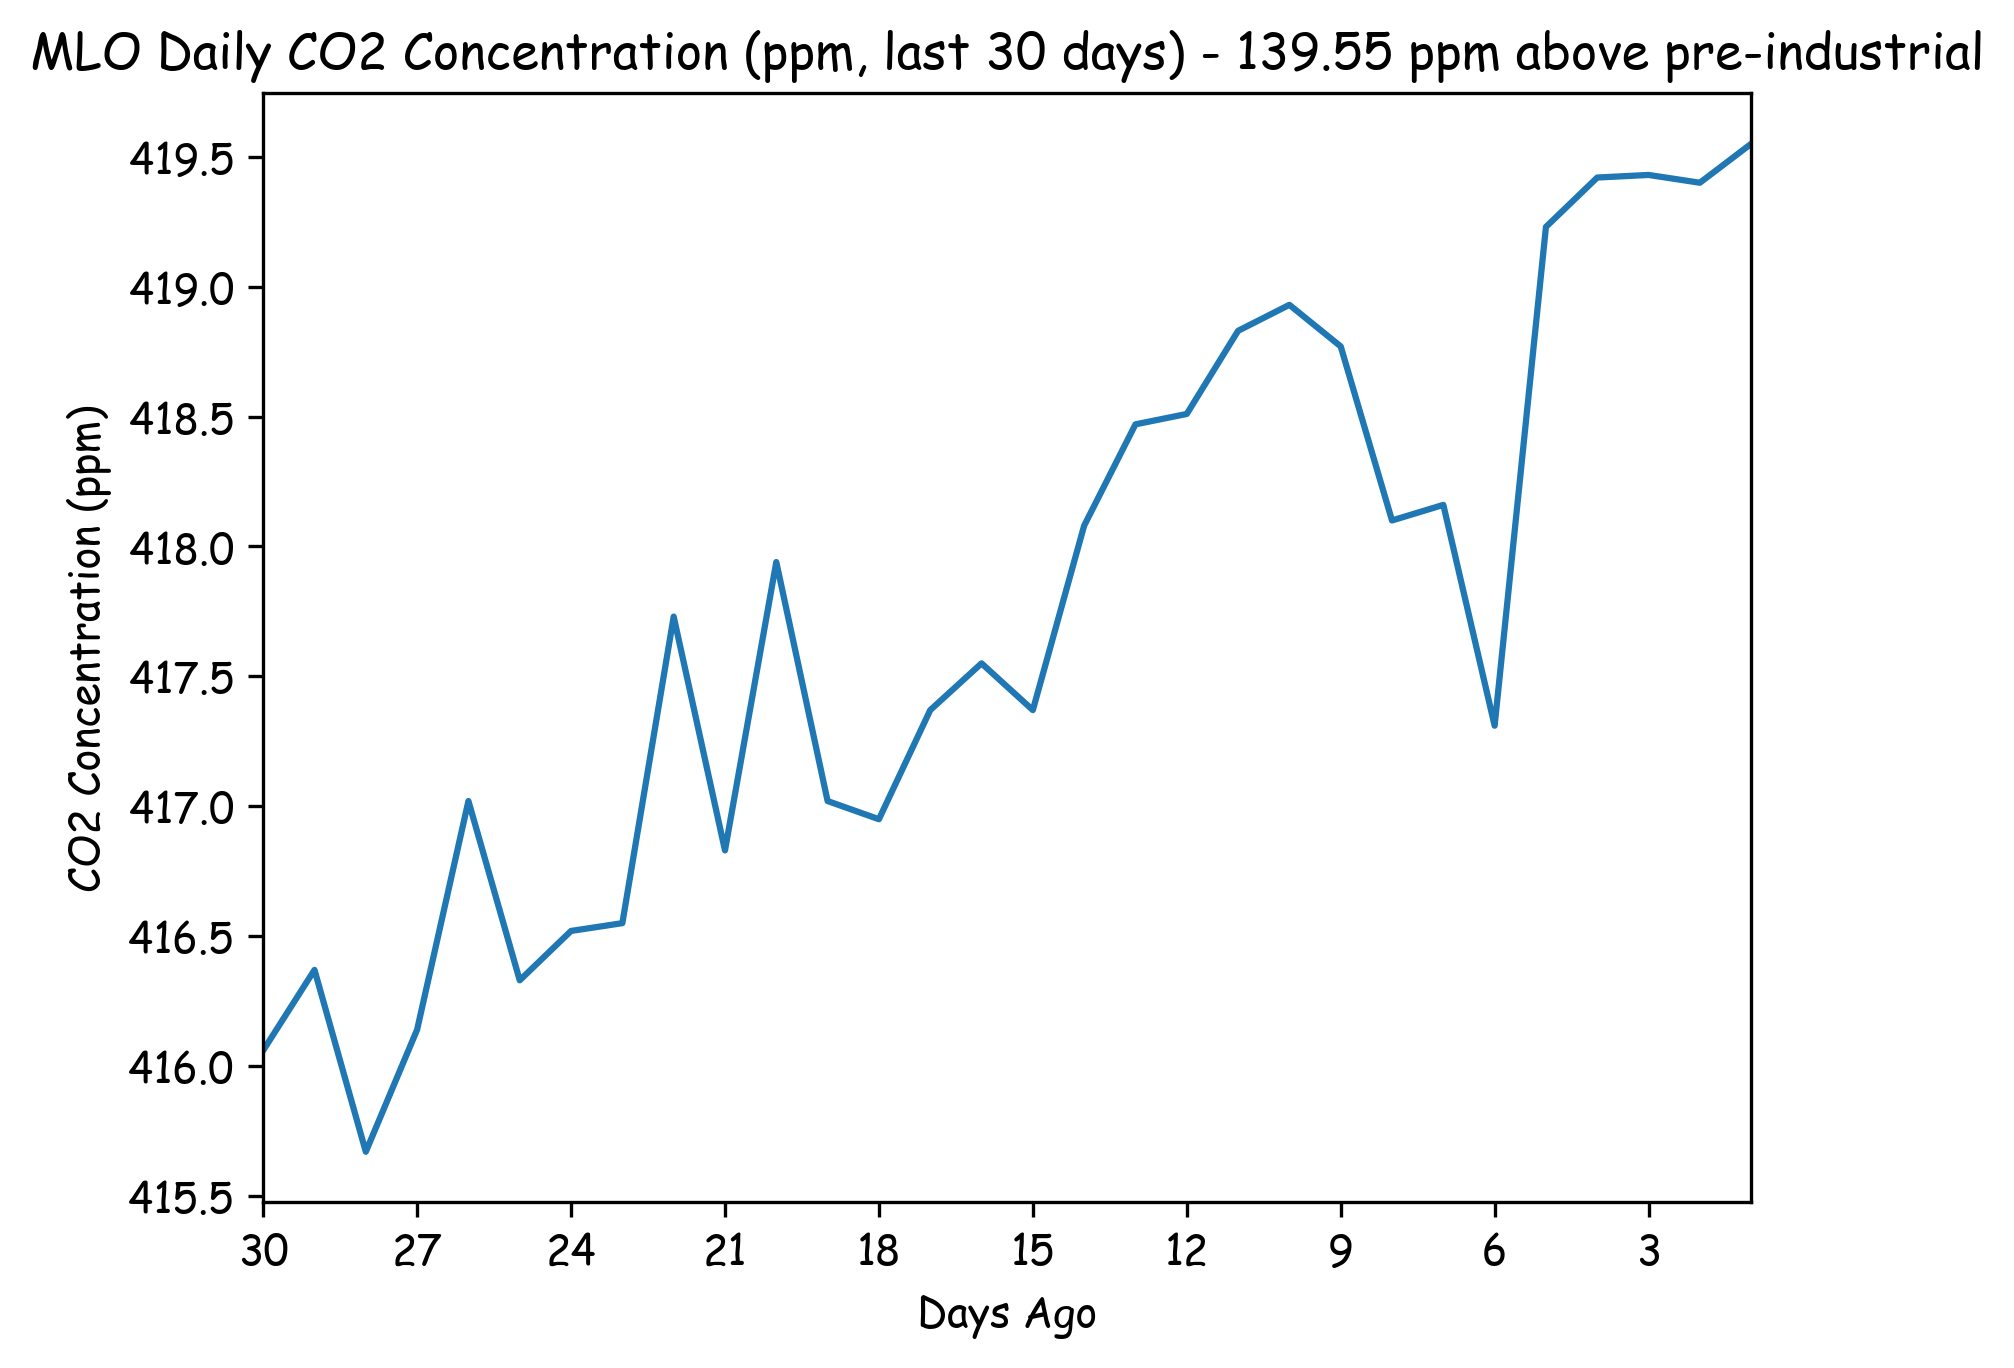 MLO Daily CO2 Concentration (ppm, last 30 days) - 139.55 ppm above pre-industrial
CO2 Concentration (ppm)
419.5
419.0
418.5
418.0
417.5
417.0
416.5
416.0
415.5
30 27 24 21 18 15 12 9 6 3
Days Ago